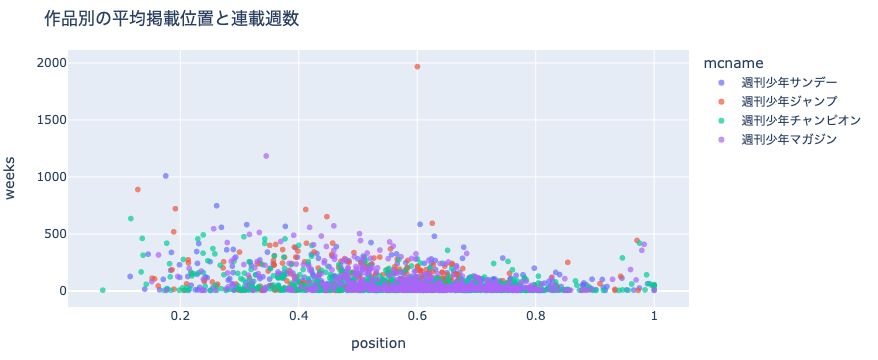 作品別の平均掲載位置と連載週数
2000
1500
1000
500
0
weeks
0.2
0.4
0.6
0.8
1
position
mcname
週刊少年サンデー
週刊少年ジャンプ
週刊少年チャンピオン
週刊少年マガジン